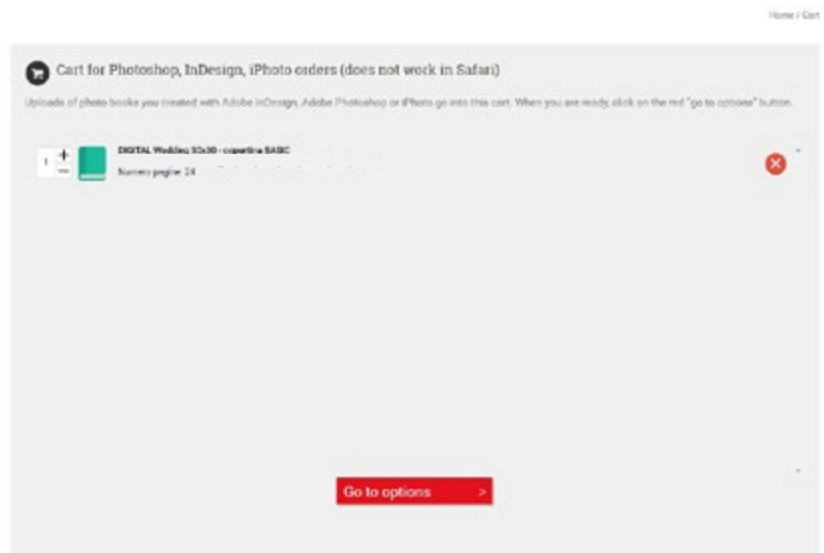 Home / Cart
Cart for Photoshop, InDesign, iPhoto orders (does not work in Safari)
Uploads of photo books you created with Adobe InDesign, Adobe Photoshop or iPhoto go into this cart. When you are ready, click on the red "go to options" button.
DIGITAL Wedding 30x30 - copertina BASIC
1
Numero pagine: 24
Go to options >